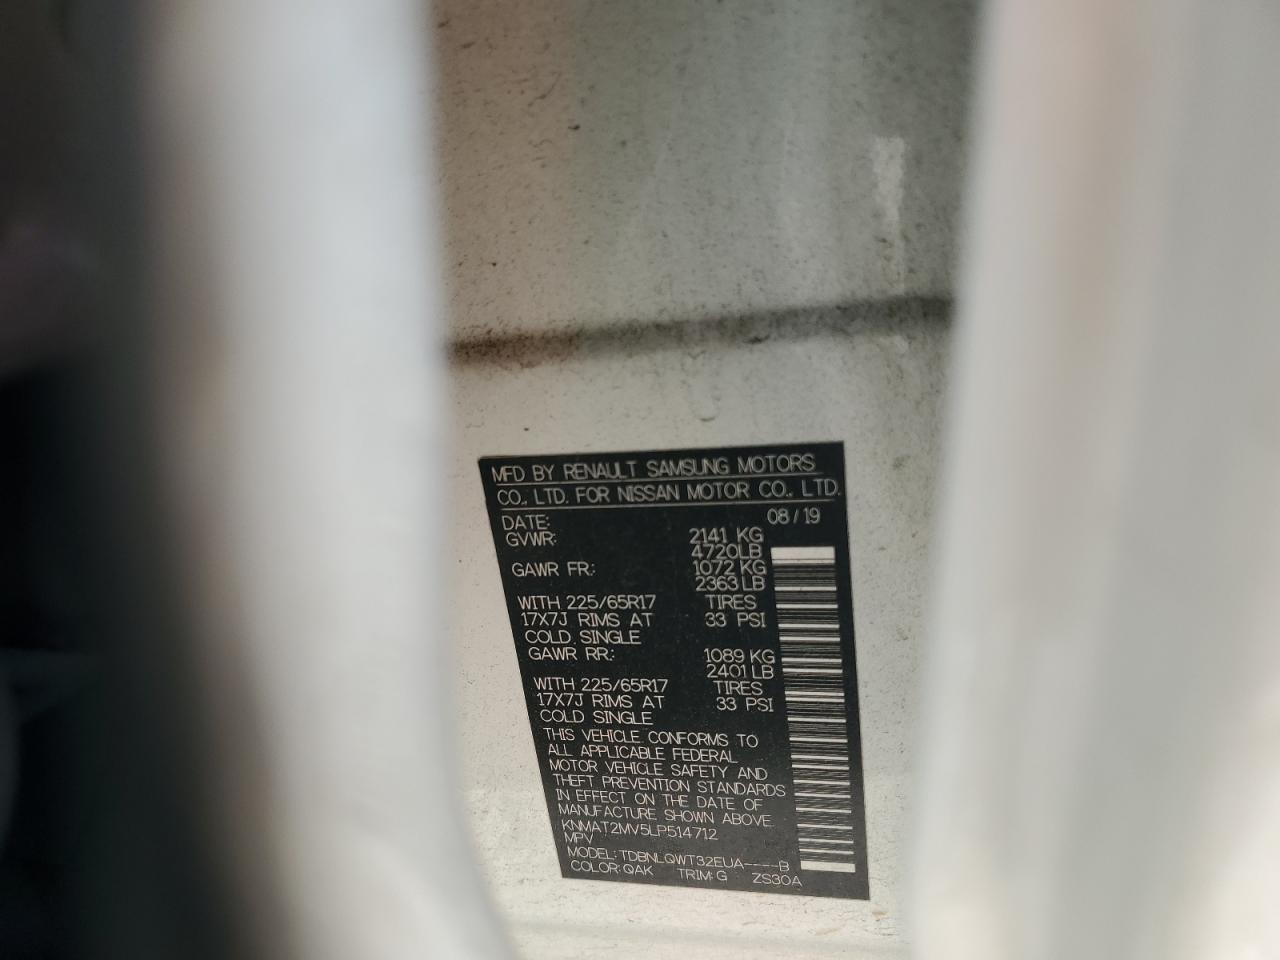 MFD BY RENAULT SAMSUNG MOTORS
CO., LTD. FOR NISSAN MOTOR CO., LTD.
DATE: 08/19
GVWR: 2141 KG
4720LB
GAWR FR: 1072 KG
2363LB
WITH 225/65R17 TIRES
17X7J RIMS AT 33 PSI
COLD SINGLE
GAWR RR: 1089 KG
2401LB
WITH 225/65R17 TIRES
17X7J RIMS AT 33 PSI
COLD SINGLE
THIS VEHICLE CONFORMS TO
ALL APPLICABLE FEDERAL
MOTOR VEHICLE SAFETY AND
THEFT PREVENTION STANDARDS
IN EFFECT ON THE DATE OF
MANUFACTURE SHOWN ABOVE
KNMAT2MV5LP514712
MPV
MODEL: TDBNLQWT32EUA----B
COLOR: QAK TRIM: G ZS30A